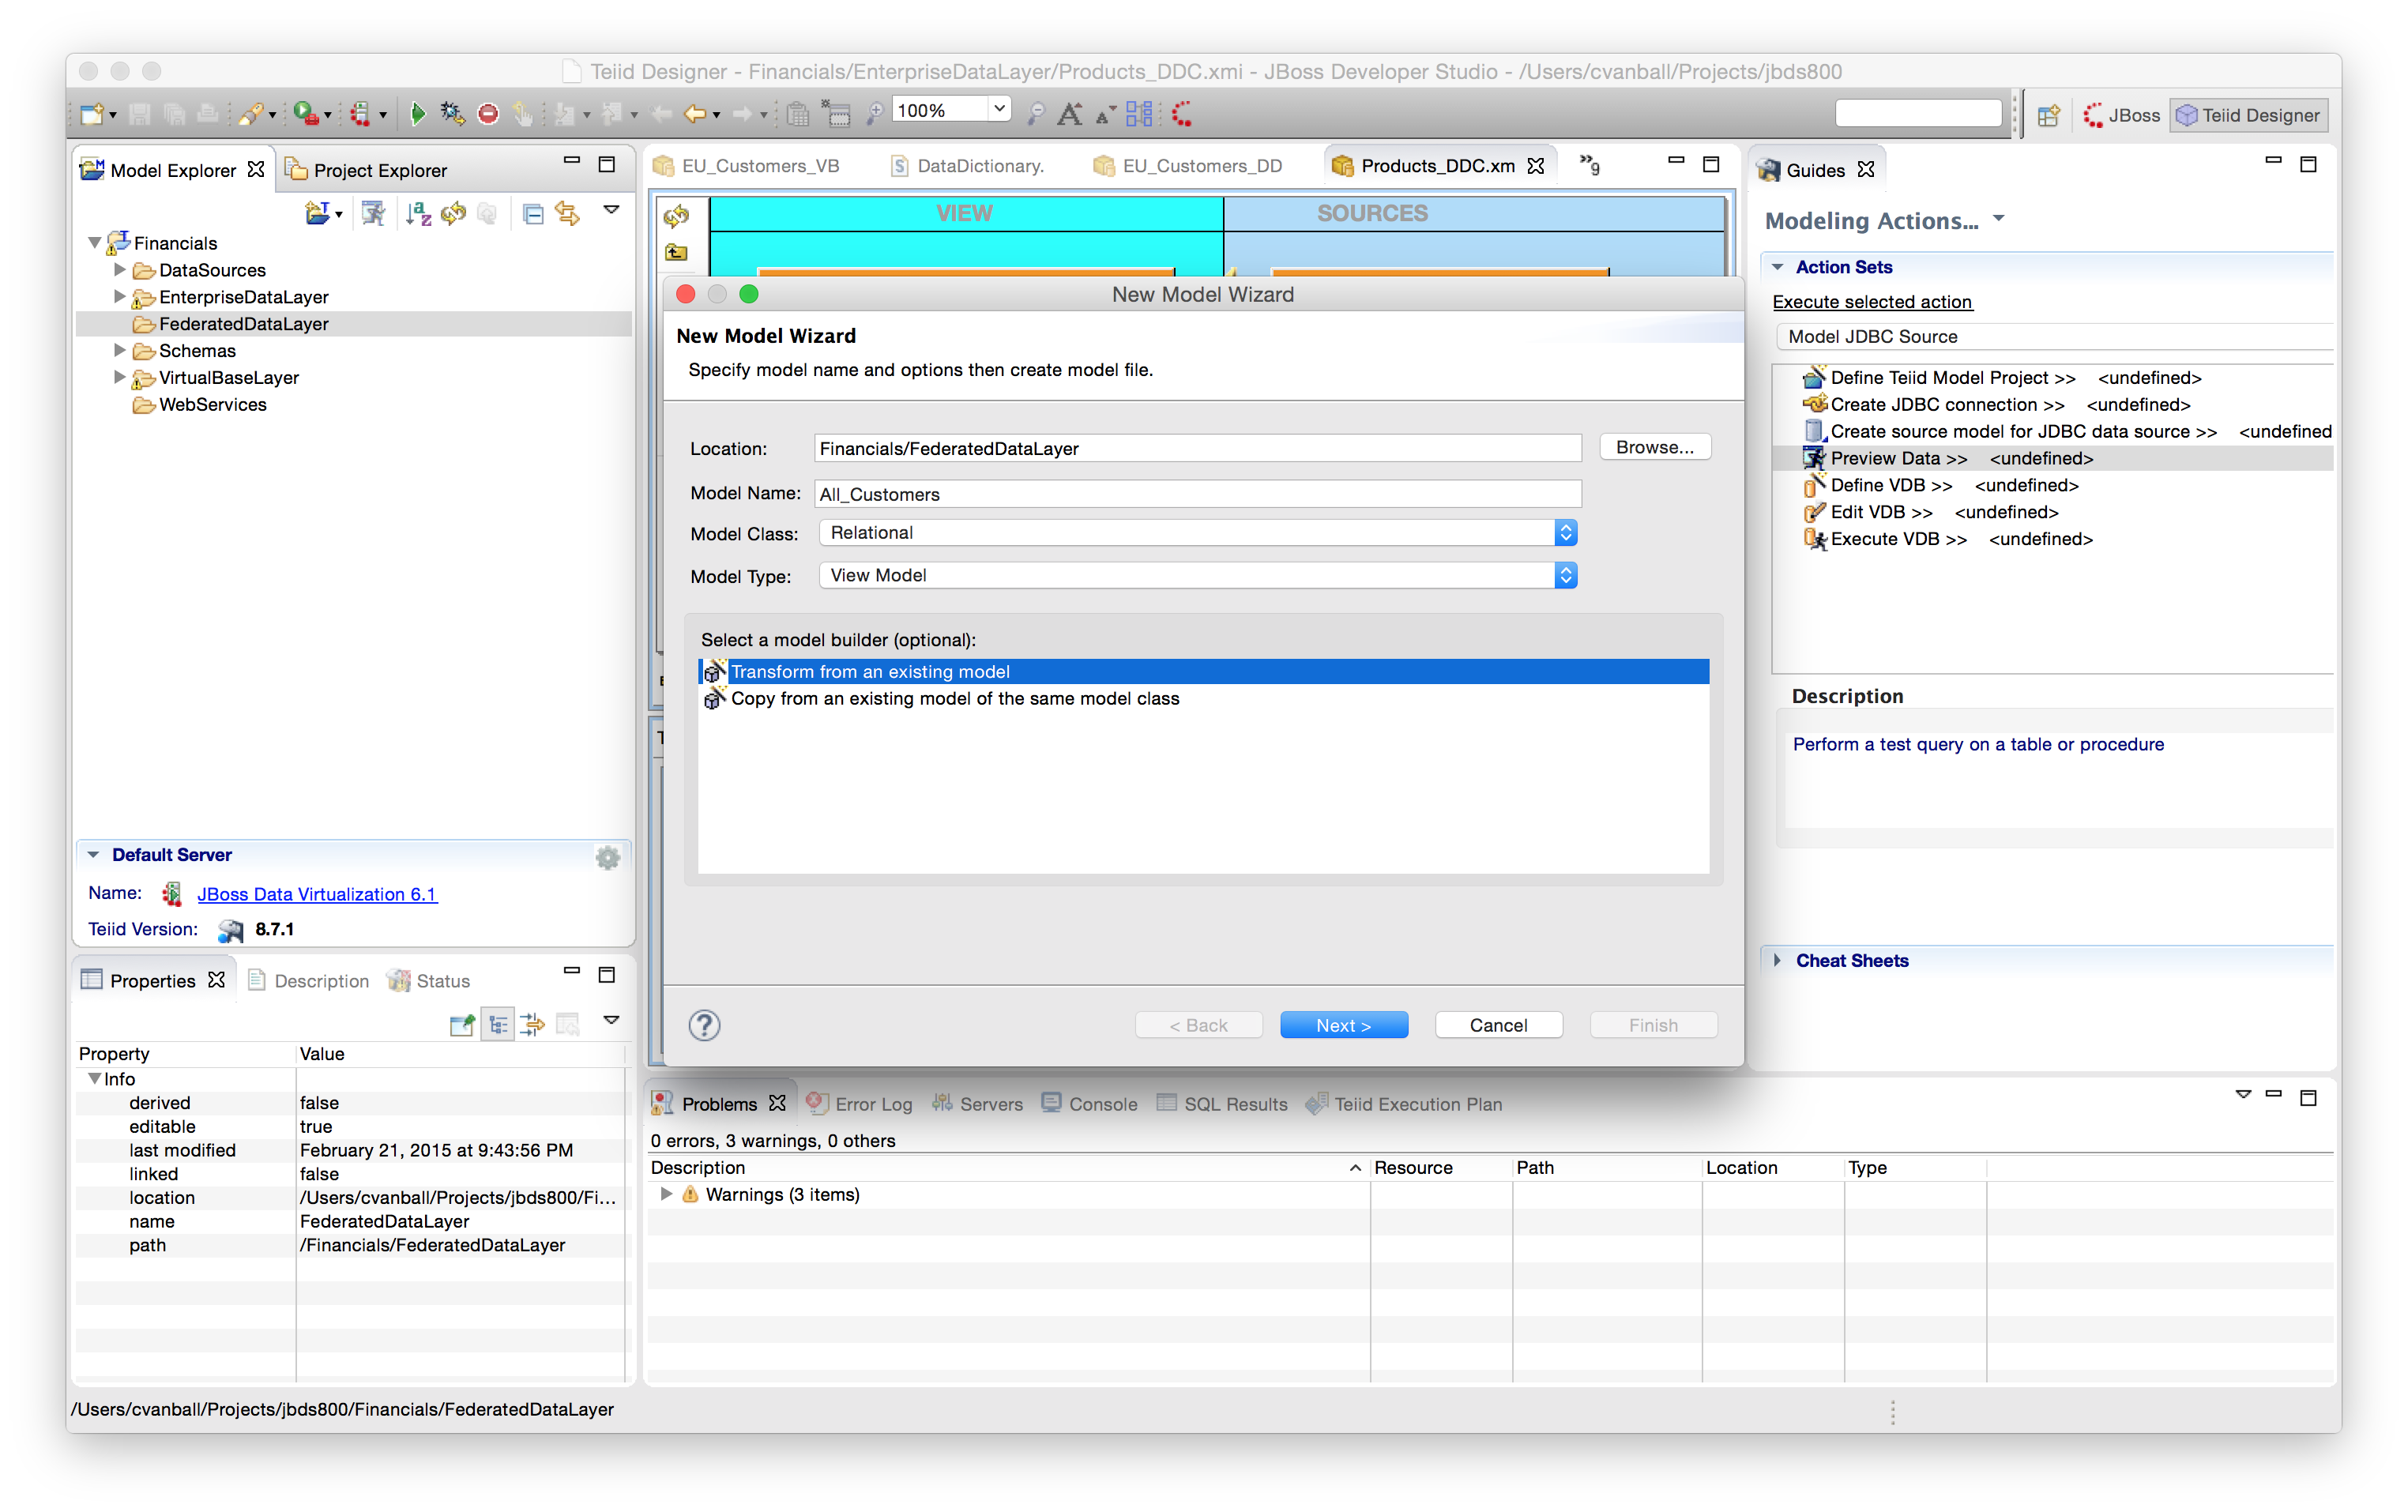 Teiid Designer - Financials/EnterpriseDataLayer/Products_DDC.xmi - JBoss Developer Studio - /Users/cvanball/Projects/jbds800
100%
JBoss
Teiid Designer
Model Explorer
Project Explorer
Financials
DataSources
EnterpriseDataLayer
FederatedDataLayer
Schemas
VirtualBaseLayer
WebServices
Default Server
Name:
JBoss Data Virtualization 6.1
Teiid Version:
8.7.1
EU_Customers_VB
DataDictionary.
EU_Customers_DD
Products_DDC.xm
»9
VIEW
SOURCES
New Model Wizard
New Model Wizard
Specify model name and options then create model file.
Location:
Financials/FederatedDataLayer
Browse...
Model Name:
All_Customers
Model Class:
Relational
Model Type:
View Model
Select a model builder (optional):
Transform from an existing model
Copy from an existing model of the same model class
?
< Back
Next >
Cancel
Finish
Guides
Modeling Actions...
Action Sets
Execute selected action
Model JDBC Source
Define Teiid Model Project >> <undefined>
Create JDBC connection >> <undefined>
Create source model for JDBC data source >> <undefined
Preview Data >> <undefined>
Define VDB >> <undefined>
Edit VDB >> <undefined>
Execute VDB >> <undefined>
Description
Perform a test query on a table or procedure
Cheat Sheets
Properties
Description
Status
Property Value
Info
derived false
editable true
last modified February 21, 2015 at 9:43:56 PM
linked false
location /Users/cvanball/Projects/jbds800/Fi...
name FederatedDataLayer
path /Financials/FederatedDataLayer
Problems
Error Log
Servers
Console
SQL Results
Teiid Execution Plan
0 errors, 3 warnings, 0 others
Description Resource Path Location Type
Warnings (3 items)
/Users/cvanball/Projects/jbds800/Financials/FederatedDataLayer